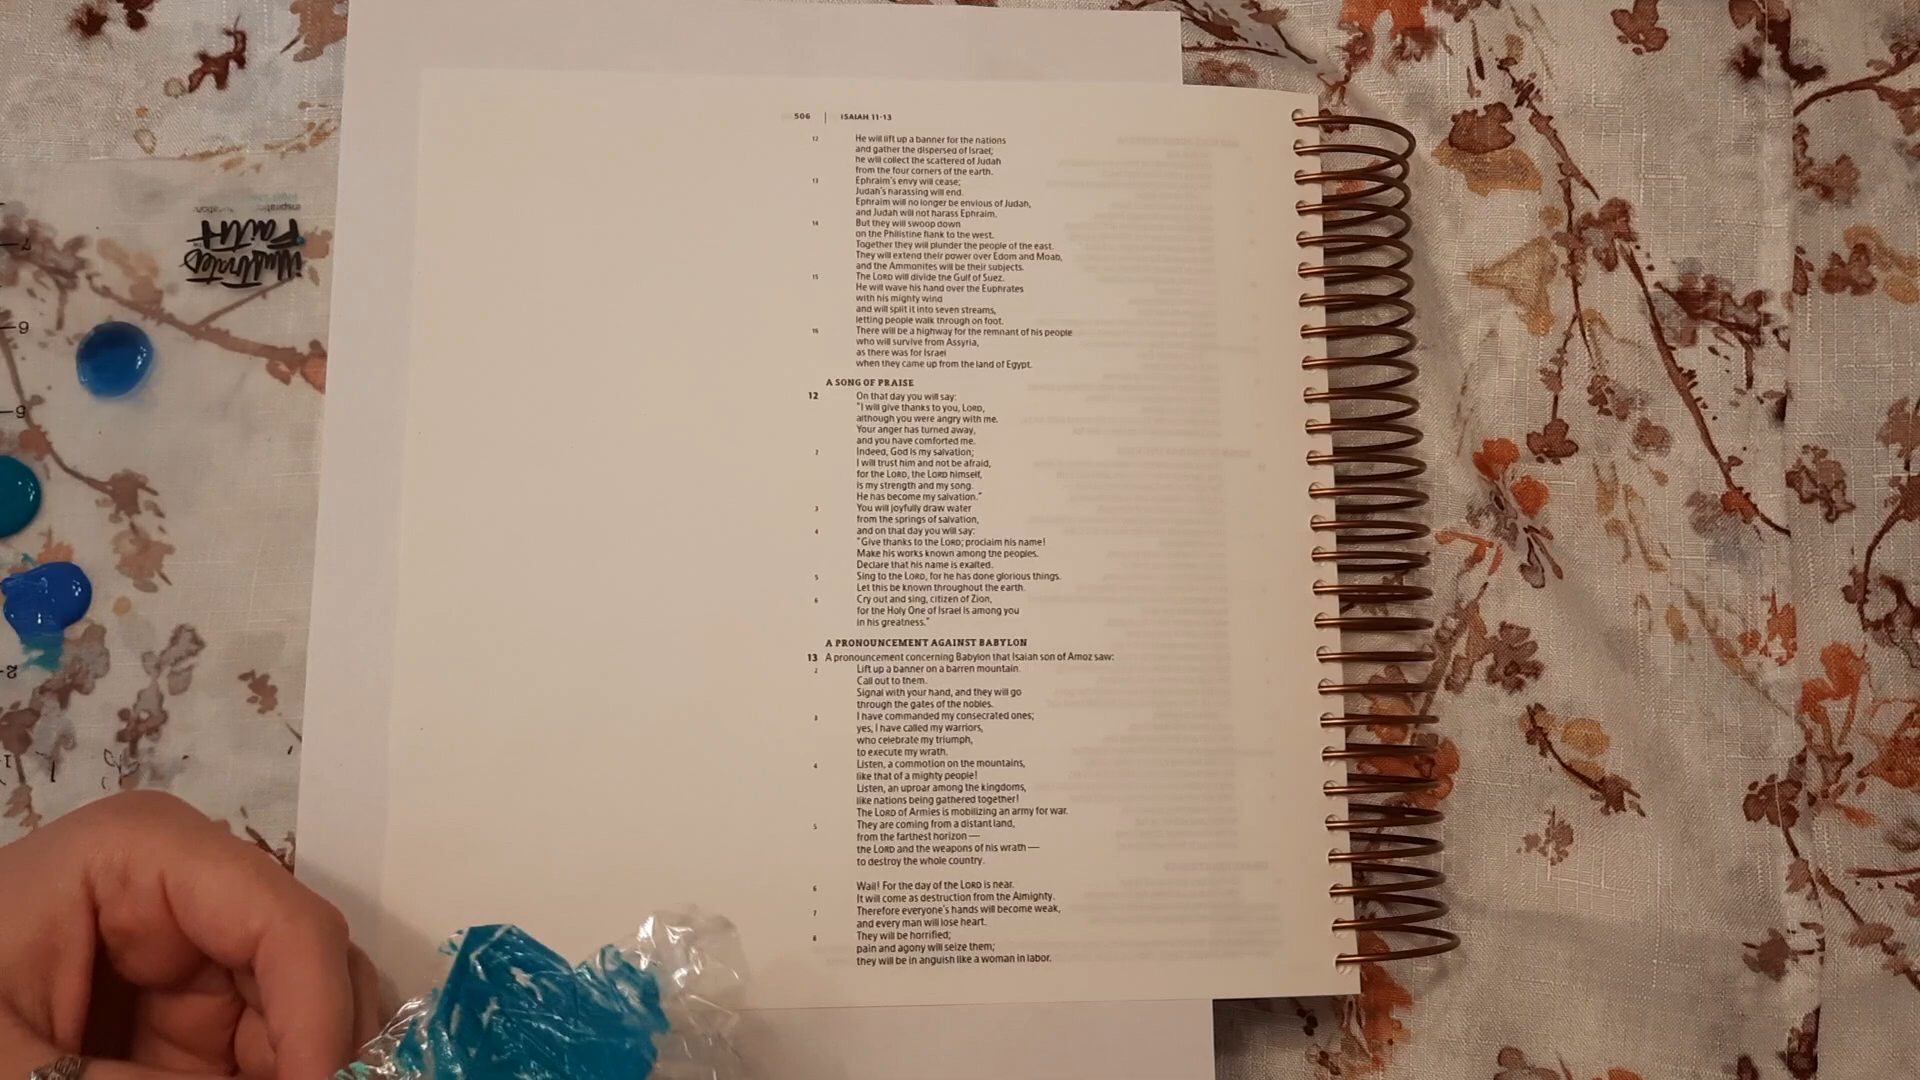 506 | ISAIAH 11-13
12 He will lift up a banner for the nations
and gather the dispersed of Israel;
he will collect the scattered of Judah
from the four corners of the earth.
13 Ephraim's envy will cease;
Judah's harassing will end.
Ephraim will no longer be envious of Judah,
and Judah will not harass Ephraim.
14 But they will swoop down
on the Philistine flank to the west.
Together they will plunder the people of the east.
They will extend their power over Edom and Moab,
and the Ammonites will be their subjects.
15 The LORD will divide the Gulf of Suez.
He will wave his hand over the Euphrates
with his mighty wind
and will split it into seven streams,
letting people walk through on foot.
16 There will be a highway for the remnant of his people
who will survive from Assyria,
as there was for Israel
when they came up from the land of Egypt.
A SONG OF PRAISE
12 On that day you will say:
"I will give thanks to you, LORD,
although you were angry with me.
Your anger has turned away,
and you have comforted me.
2 Indeed, God is my salvation;
I will trust him and not be afraid,
for the LORD, the LORD himself,
is my strength and my song.
He has become my salvation."
3 You will joyfully draw water
from the springs of salvation,
4 and on that day you will say:
"Give thanks to the LORD; proclaim his name!
Make his works known among the peoples.
Declare that his name is exalted.
5 Sing to the LORD, for he has done glorious things.
Let this be known throughout the earth.
6 Cry out and sing, citizen of Zion,
for the Holy One of Israel is among you
in his greatness."
A PRONOUNCEMENT AGAINST BABYLON
13 A pronouncement concerning Babylon that Isaiah son of Amoz saw:
2 Lift up a banner on a barren mountain.
Call out to them.
Signal with your hand, and they will go
through the gates of the nobles.
3 I have commanded my consecrated ones;
yes, I have called my warriors,
who celebrate my triumph,
to execute my wrath.
4 Listen, a commotion on the mountains,
like that of a mighty people!
Listen, an uproar among the kingdoms,
like nations being gathered together!
The LORD of Armies is mobilizing an army for war.
5 They are coming from a distant land,
from the farthest horizon —
the LORD and the weapons of his wrath —
to destroy the whole country.
6 Wail! For the day of the LORD is near.
It will come as destruction from the Almighty.
7 Therefore everyone's hands will become weak,
and every man will lose heart.
8 They will be horrified;
pain and agony will seize them;
they will be in anguish like a woman in labor.
illustrated
Faith
7
6
5
2
1